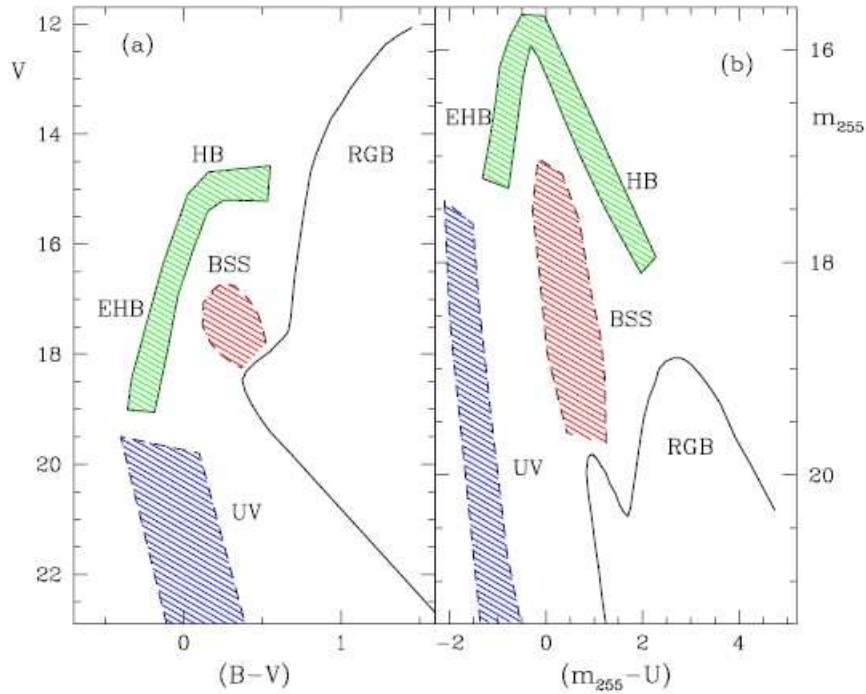 (a)
V
12
14
16
18
20
22
HB
EHB
BSS
RGB
UV
0
1
(B−V)
(b)
m₂₅₅
16
18
20
EHB
HB
BSS
UV
RGB
−2
0
2
4
(m₂₅₅−U)